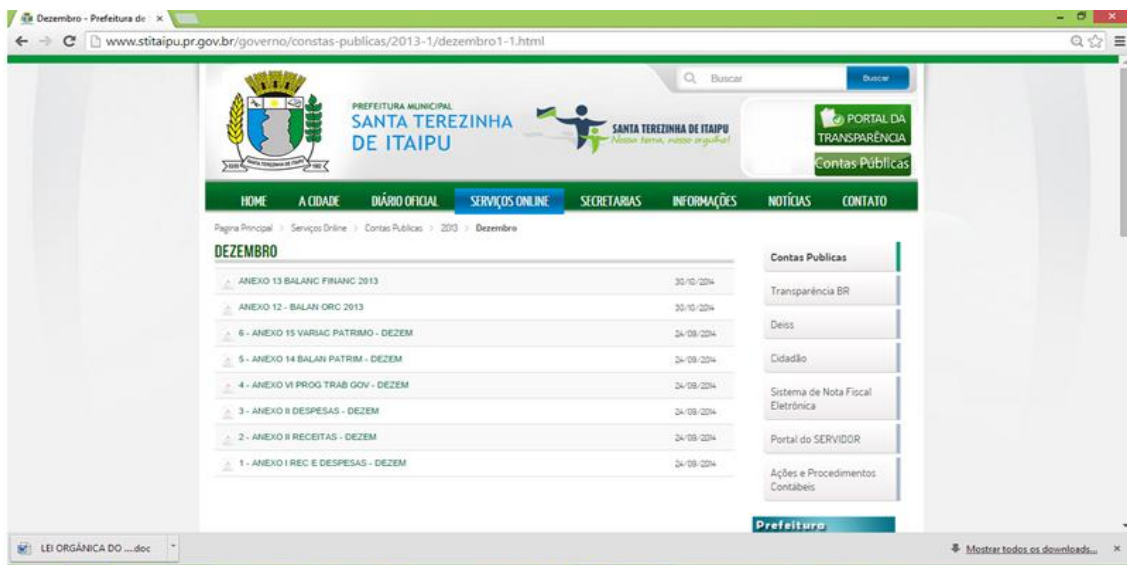 Dezembro - Prefeitura de
www.stitaipu.pr.gov.br/governo/constas-publicas/2013-1/dezembro1-1.html
Buscar
Buscar
PREFEITURA MUNICIPAL
SANTA TEREZINHA
DE ITAIPU
SANTA TEREZINHA DE ITAIPU
Nossa terra, nosso orgulho!
PORTAL DA
TRANSPARÊNCIA
Contas Públicas
HOME A CIDADE DIÁRIO OFICIAL SERVIÇOS ONLINE SECRETARIAS INFORMAÇÕES NOTÍCIAS CONTATO
Pagina Principal > Serviços Online > Contas Publicas > 2013 > Dezembro
DEZEMBRO
ANEXO 13 BALANC FINANC 2013 30/10/2014
ANEXO 12 - BALAN ORC 2013 30/10/2014
6 - ANEXO 15 VARIAC PATRIMO - DEZEM 24/09/2014
5 - ANEXO 14 BALAN PATRIM - DEZEM 24/09/2014
4 - ANEXO VI PROG TRAB GOV - DEZEM 24/09/2014
3 - ANEXO II DESPESAS - DEZEM 24/09/2014
2 - ANEXO II RECEITAS - DEZEM 24/09/2014
1 - ANEXO I REC E DESPESAS - DEZEM 24/09/2014
Contas Publicas
Transparência BR
Deiss
Cidadão
Sistema de Nota Fiscal
Eletrônica
Portal do SERVIDOR
Ações e Procedimentos
Contábeis
Prefeitura
LEI ORGÂNICA DO ....doc
Mostrar todos os downloads...